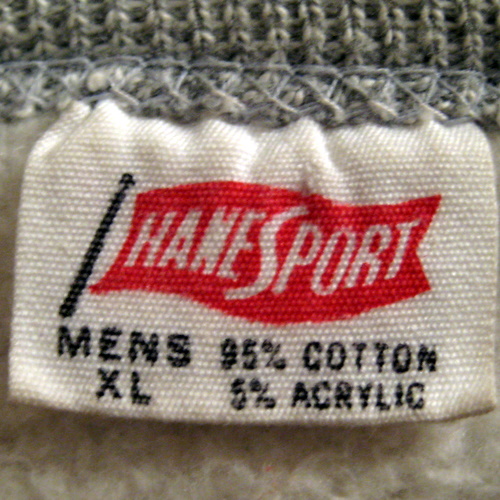 HANESPORT
MENS 95% COTTON
XL 5% ACRYLIC